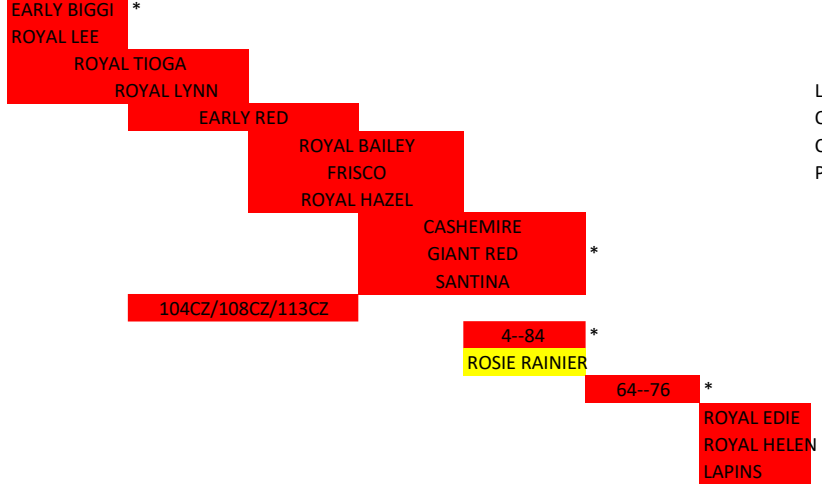 EARLY BIGGI *
ROYAL LEE
ROYAL TIOGA
ROYAL LYNN
EARLY RED
ROYAL BAILEY
FRISCO
ROYAL HAZEL
CASHEMIRE
GIANT RED *
SANTINA
104CZ/108CZ/113CZ
4--84 *
ROSIE RAINIER
64--76 *
ROYAL EDIE
ROYAL HELEN
LAPINS